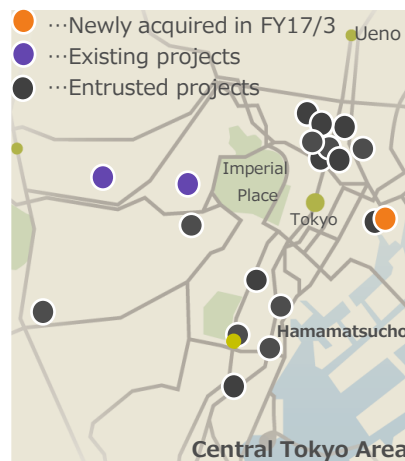 …Newly acquired in FY17/3
…Existing projects
Ueno
…Entrusted projects
Imperial
Place
Tokyo
Hamamatsucho
Central Tokyo Area